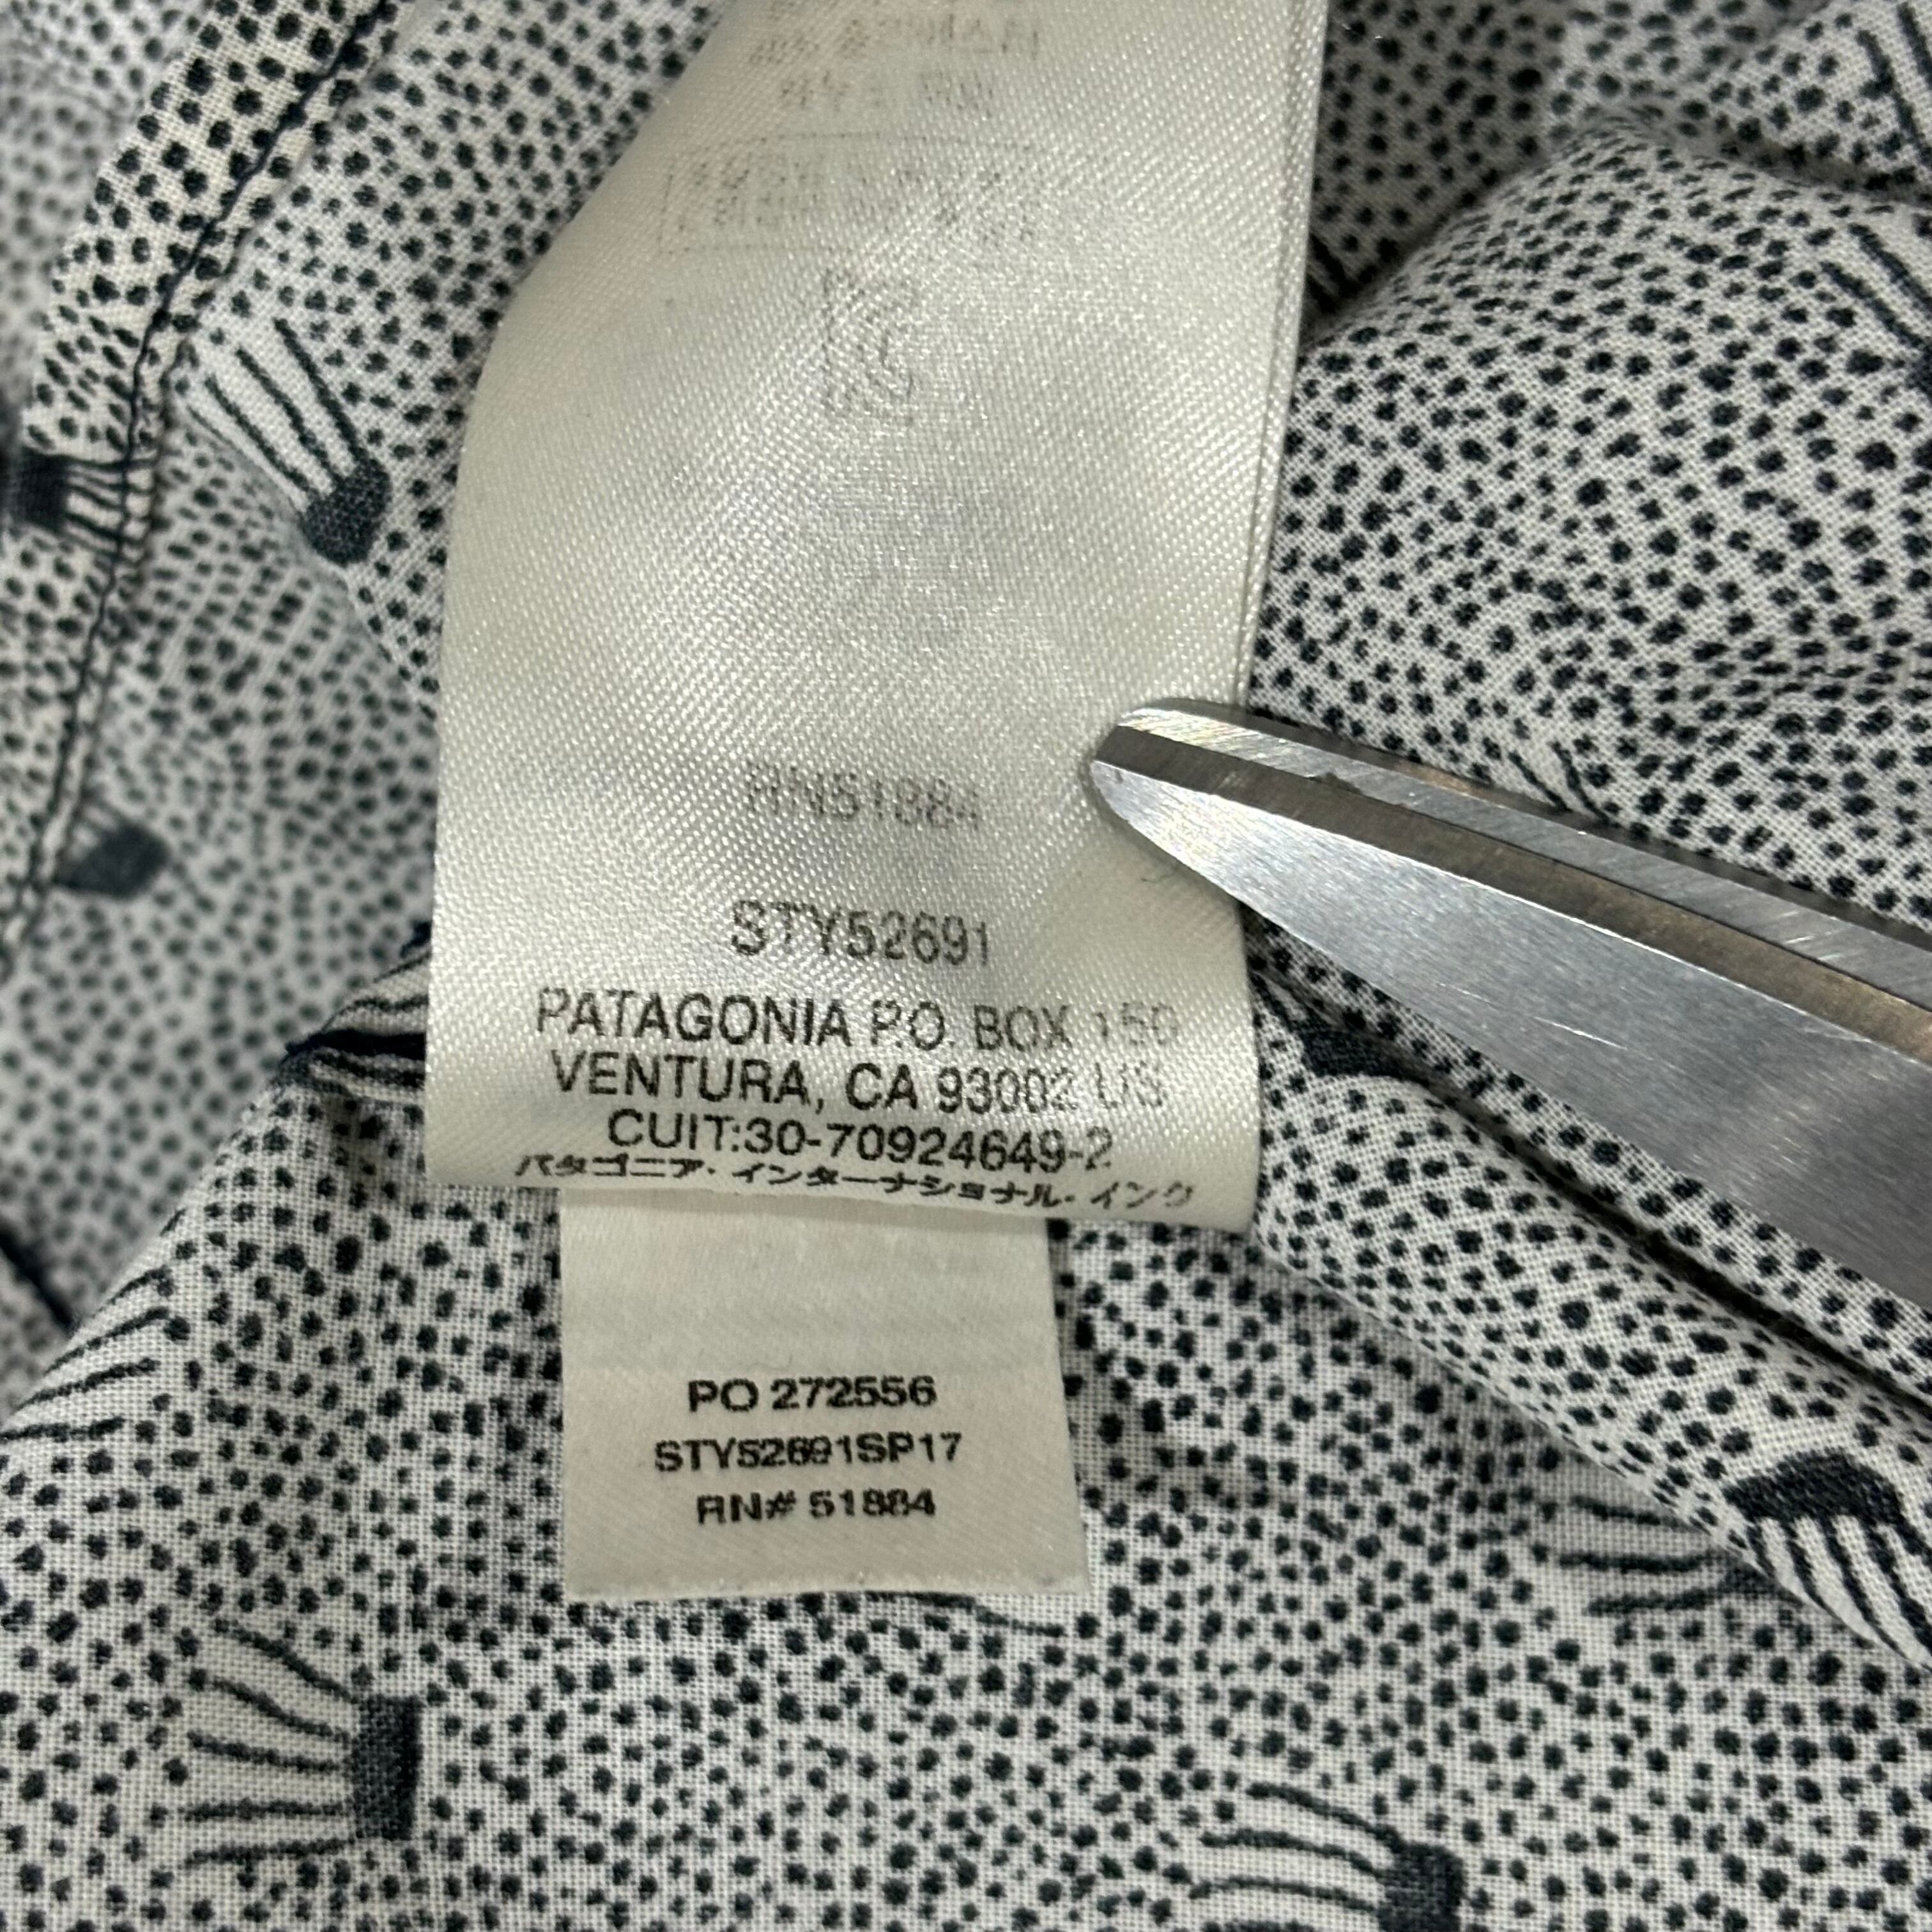 RN51884
STY52691
PATAGONIA P.O. BOX 150
VENTURA, CA 93002 US
CUIT:30-70924649-2
パタゴニア・インターナショナル・インク
PO 272556
STY52691SP17
RN# 51884